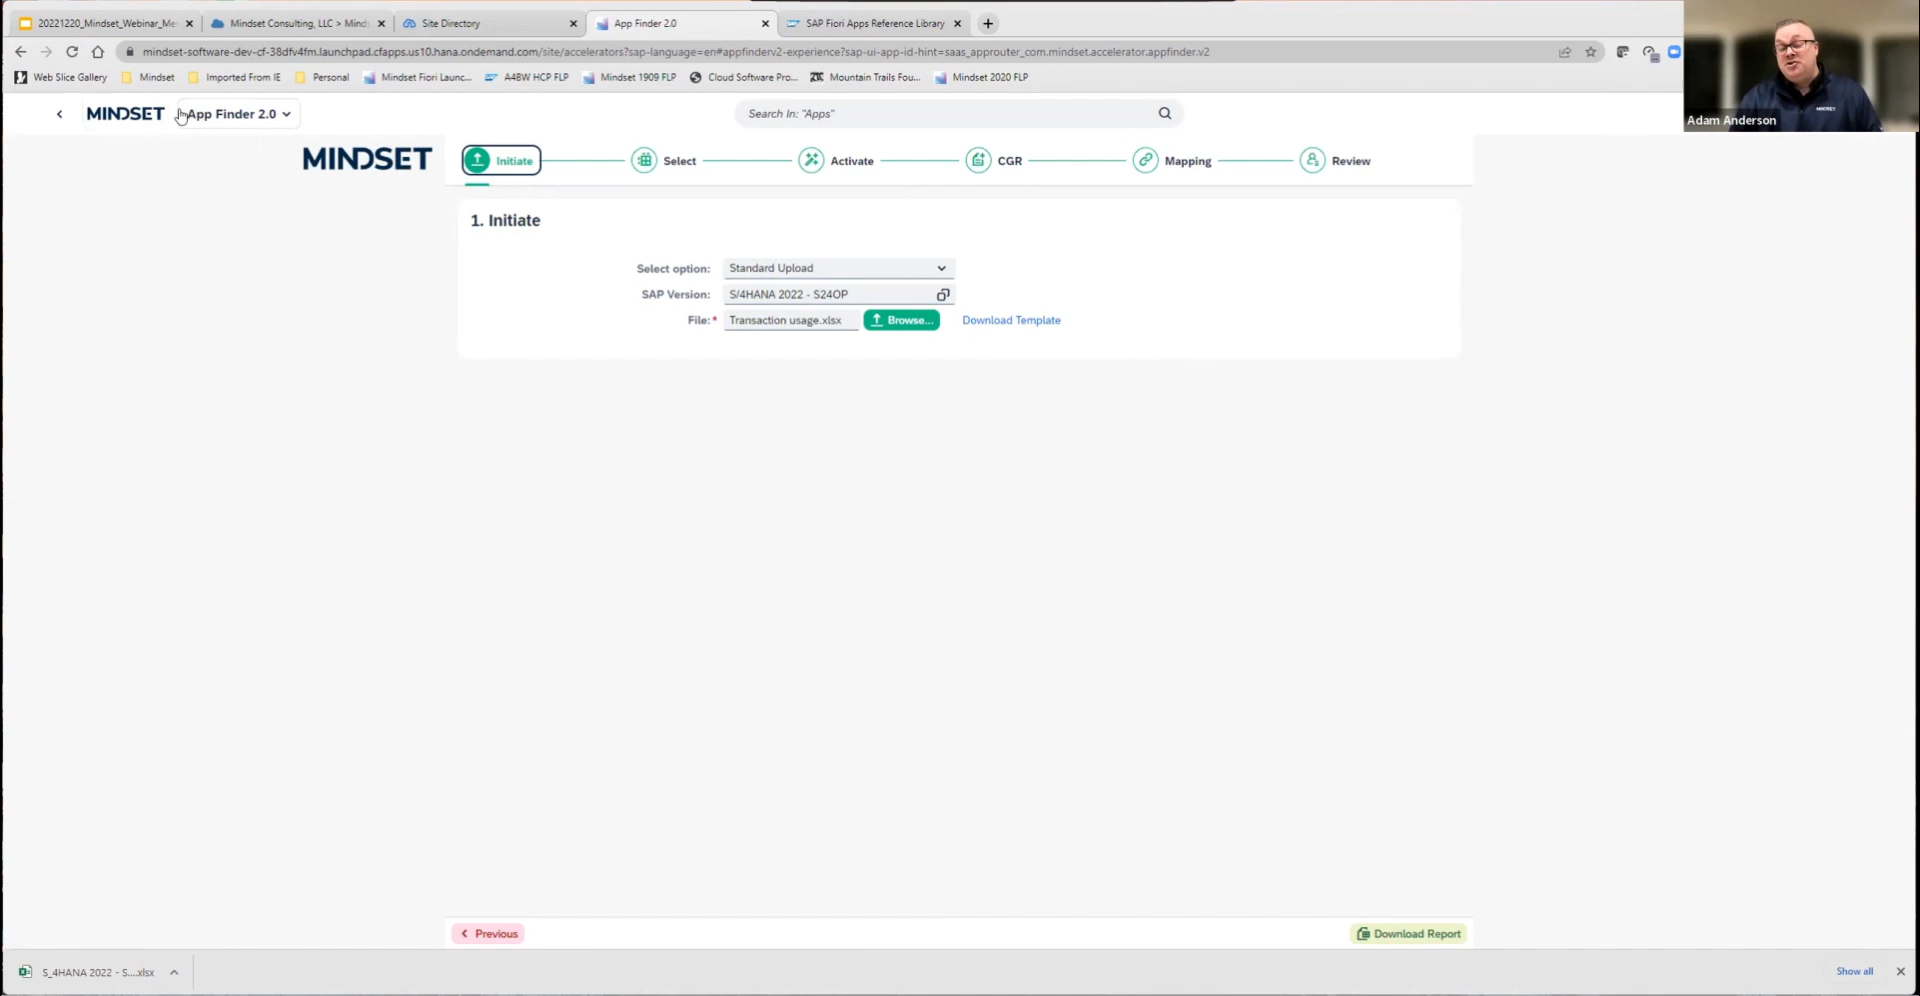 20221220_Mindset_Webinar_Me
Mindset Consulting, LLC > Minds
Site Directory
App Finder 2.0
SAP Fiori Apps Reference Library
mindset-software-dev-cf-38dfv4fm.launchpad.cfapps.us10.hana.ondemand.com/site/accelerators?sap-language=en#appfinderv2-experience?sap-ui-app-id-hint=saas_approuter_com.mindset.accelerator.appfinder.v2
Web Slice Gallery
Mindset
Imported From IE
Personal
Mindset Fiori Launc...
A4BW HCP FLP
Mindset 1909 FLP
Cloud Software Pro...
Mountain Trails Fou...
Mindset 2020 FLP
MINDSET
App Finder 2.0
Search In: "Apps"
Adam Anderson
MINDSET
Initiate
Select
Activate
CGR
Mapping
Review
1. Initiate
Select option:
Standard Upload
SAP Version:
S/4HANA 2022 - S24OP
File:*
Transaction usage.xlsx
Browse...
Download Template
Previous
Download Report
S_4HANA 2022 - S....xlsx
Show all